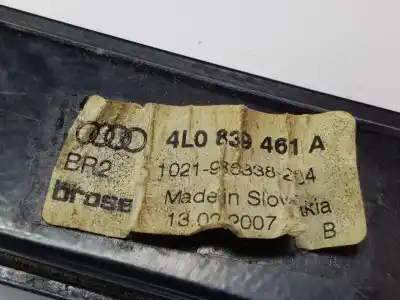 4L0 839 461 A
BR2
brose
Made in Slovakia
13.02.2007
B